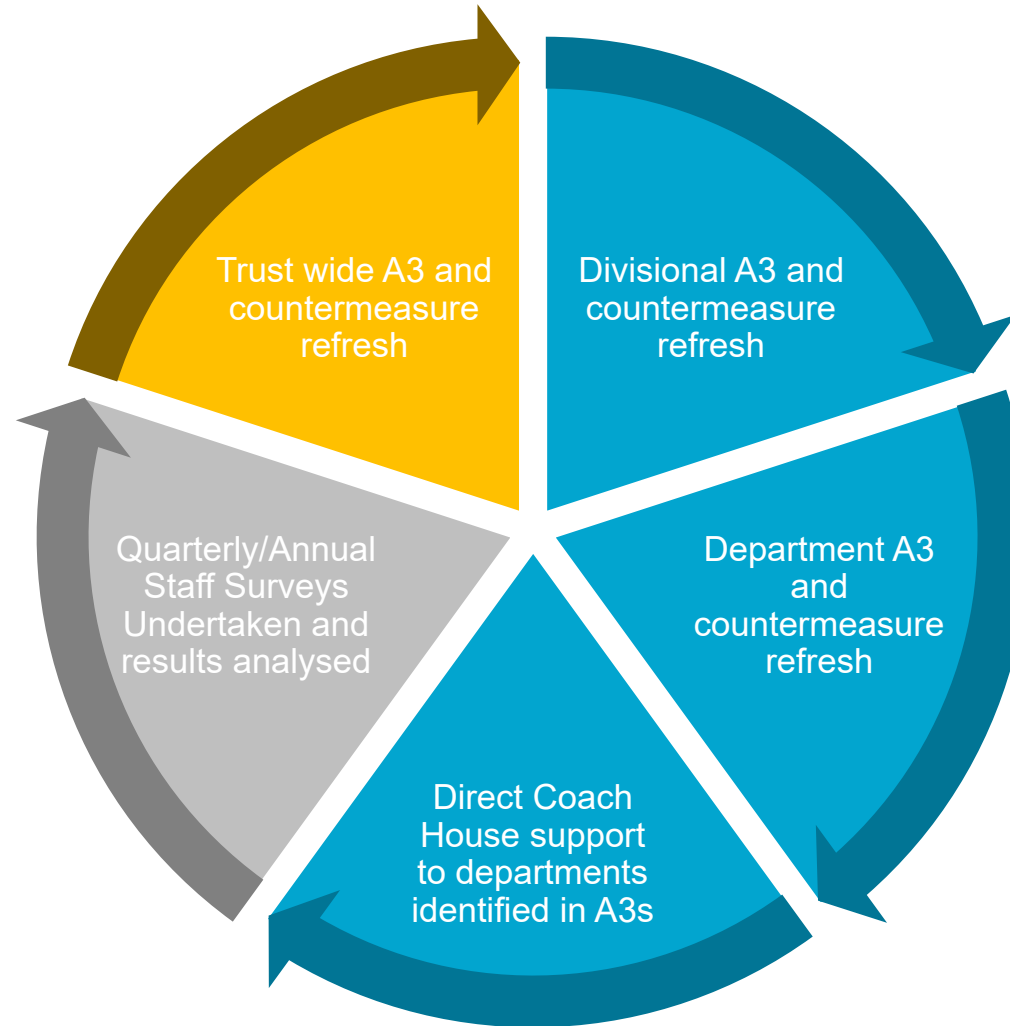 Trust wide A3 and
countermeasure
refresh
Divisional A3 and
countermeasure
refresh
Department A3
and
countermeasure
refresh
Direct Coach
House support
to departments
identified in A3s
Quarterly/Annual
Staff Surveys
Undertaken and
results analysed